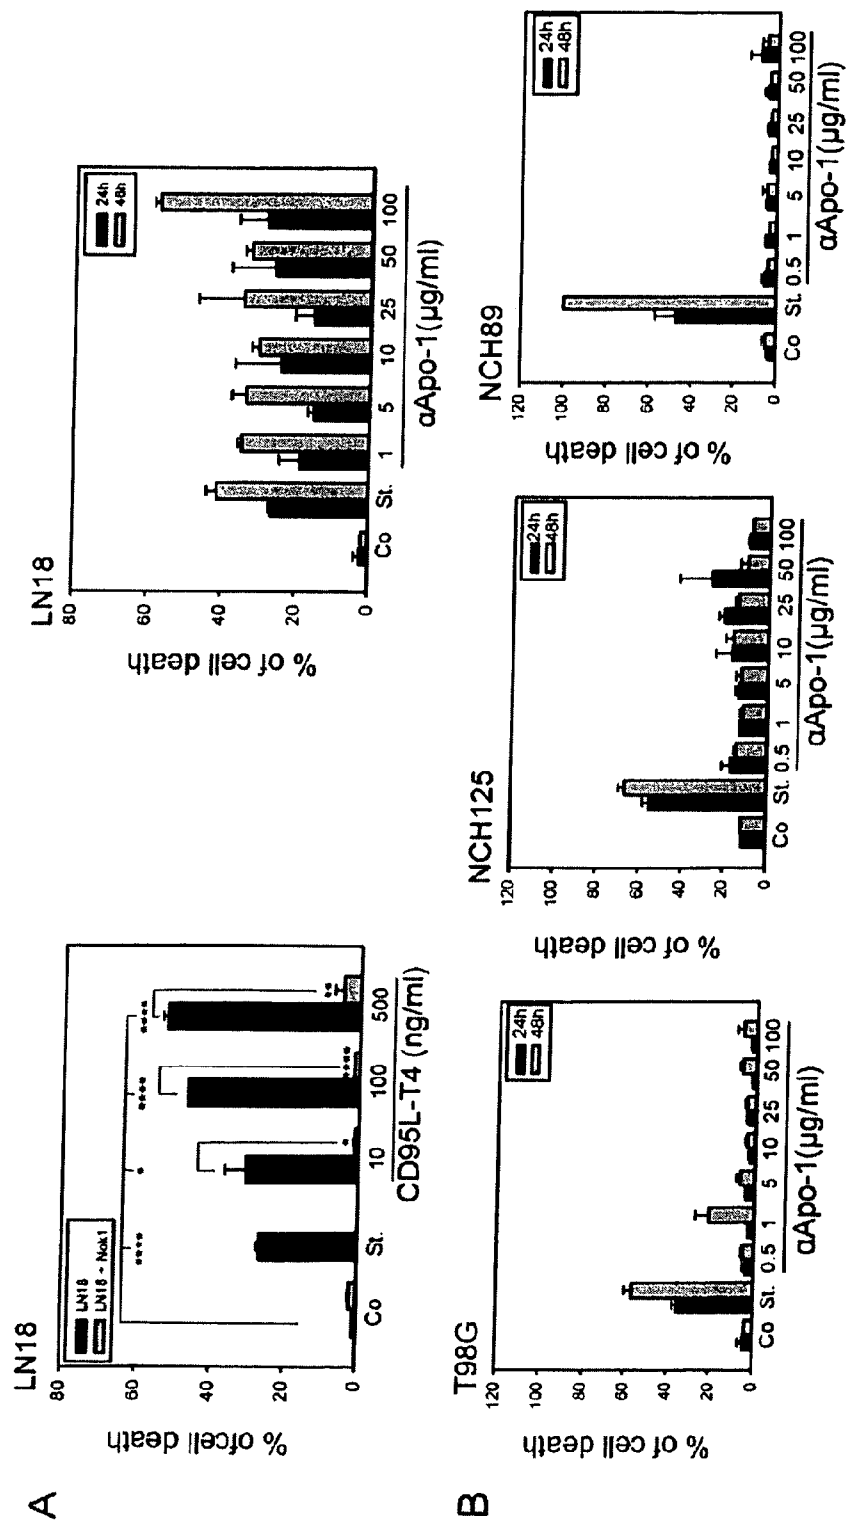 A
LN18
% ofcell death
80
60
40
20
0
LN18
LN18 + Nok1
****
*
****
****
*
****
**
Co
St.
10
100
500
CD95L-T4 (ng/ml)
LN18
% of cell death
80
60
40
20
0
24h
48h
Co
St.
1
5
10
25
50
100
αApo-1(µg/ml)
B
T98G
% of cell death
120
100
80
60
40
20
0
24h
48h
Co
St.
0.5
1
5
10
25
50
100
αApo-1(µg/ml)
NCH125
% of cell death
120
100
80
60
40
20
0
24h
48h
Co
St.
0.5
1
5
10
25
50
100
αApo-1(µg/ml)
NCH89
% of cell death
120
100
80
60
40
20
0
24h
48h
Co
St.
0.5
1
5
10
25
50
100
αApo-1(µg/ml)